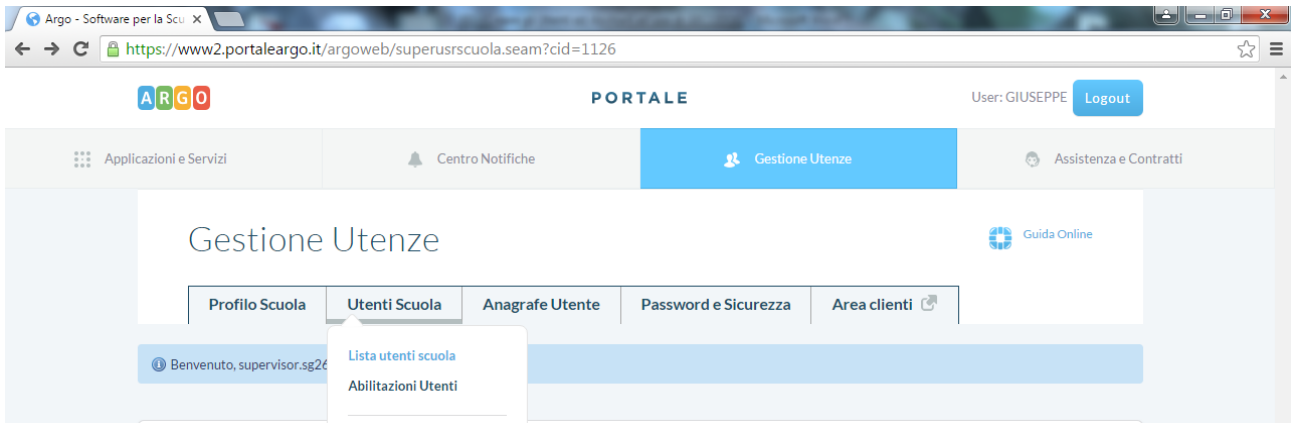 Argo - Software per la Scu
https://www2.portaleargo.it/argoweb/superusrscuola.seam?cid=1126
ARGO PORTALE User: GIUSEPPE Logout
Applicazioni e Servizi Centro Notifiche Gestione Utenze Assistenza e Contratti
Gestione Utenze Guida Online
Profilo Scuola Utenti Scuola Anagrafe Utente Password e Sicurezza Area clienti
Benvenuto, supervisor.sg26
Lista utenti scuola
Abilitazioni Utenti